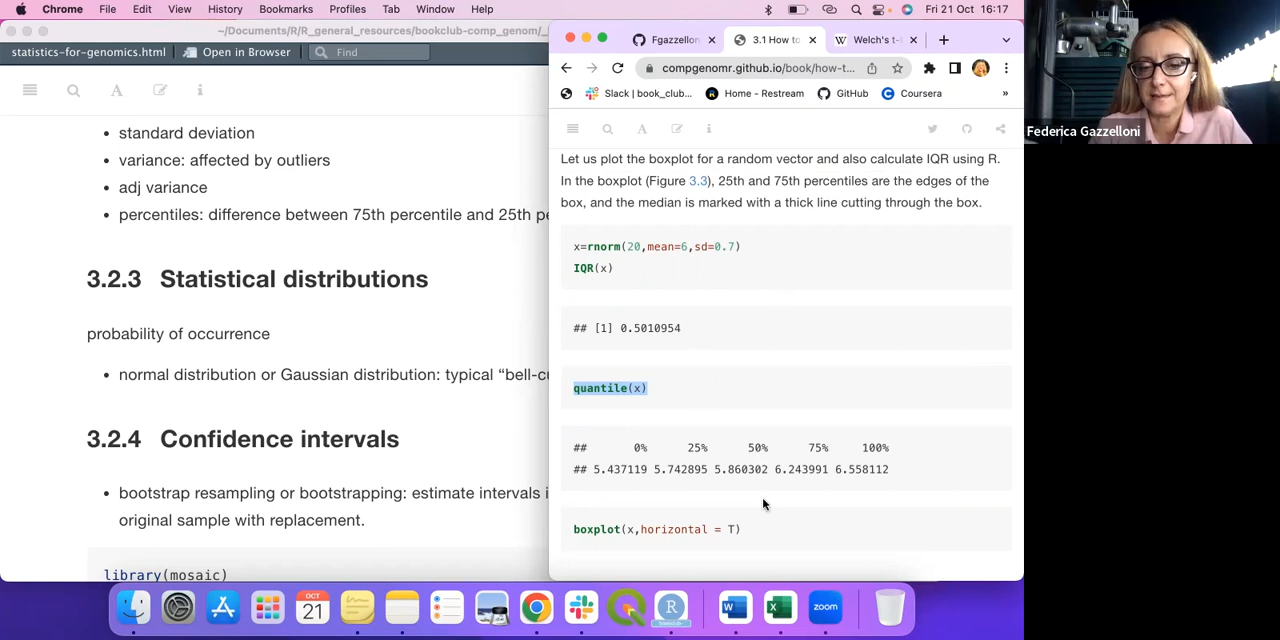 Chrome File Edit View History Bookmarks Profiles Tab Window Help Fri 21 Oct 16:17
~/Documents/R/R_general_resources/bookclub-comp_genom/_
statistics-for-genomics.html Open in Browser Find
standard deviation
variance: affected by outliers
adj variance
percentiles: difference between 75th percentile and 25th pe
3.2.3 Statistical distributions
probability of occurrence
normal distribution or Gaussian distribution: typical “bell-cu
3.2.4 Confidence intervals
bootstrap resampling or bootstrapping: estimate intervals i
original sample with replacement.
library(mosaic)
Fgazzellon 3.1 How to Welch's t-
compgenomr.github.io/book/how-t...
Slack | book_club... Home - Restream GitHub Coursera »
Let us plot the boxplot for a random vector and also calculate IQR using R.
In the boxplot (Figure 3.3), 25th and 75th percentiles are the edges of the
box, and the median is marked with a thick line cutting through the box.
x=rnorm(20,mean=6,sd=0.7)
IQR(x)
## [1] 0.5010954
quantile(x)
## 0% 25% 50% 75% 100%
## 5.437119 5.742895 5.860302 6.243991 6.558112
boxplot(x,horizontal = T)
Federica Gazzelloni
OCT
21
W
X
zoom
R